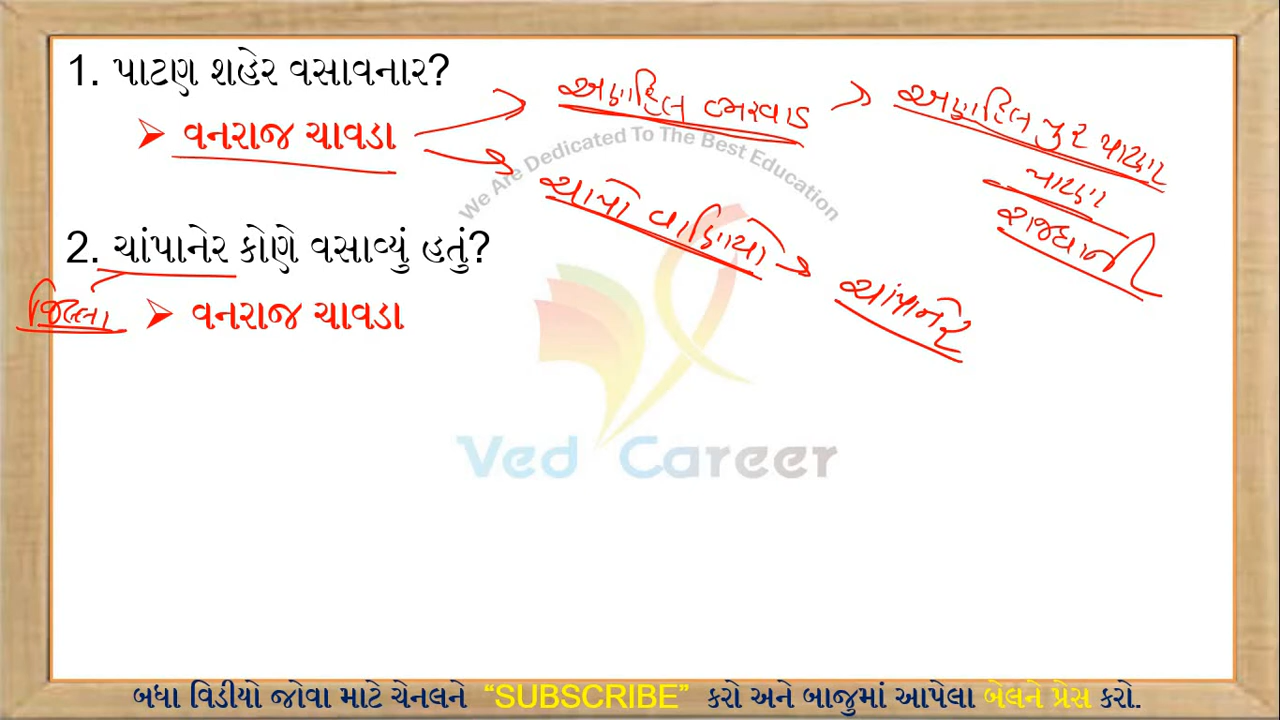 1. પાટણ શહેર વસાવનાર?
➢ વનરાજ ચાવડા
અણહિલ ભરવાડ
અણહિલપુર પાટણ
પાટણ
રાજધાની
ચાંપો વાણિયો
ચાંપાનેર
We Are Dedicated To The Best Education
2. ચાંપાનેર કોણે વસાવ્યું હતું?
જિલ્લા
➢ વનરાજ ચાવડા
Ved Career
બધા વિડીયો જોવા માટે ચેનલને “SUBSCRIBE” કરો અને બાજુમાં આપેલા બેલને પ્રેસ કરો.